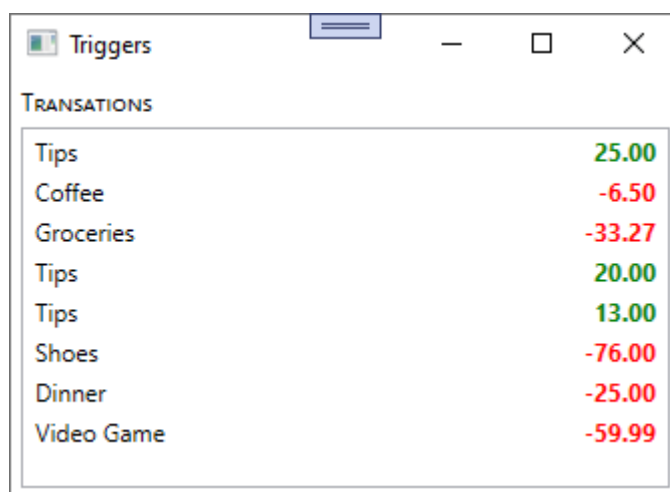 Triggers
Transations
Tips 25.00
Coffee -6.50
Groceries -33.27
Tips 20.00
Tips 13.00
Shoes -76.00
Dinner -25.00
Video Game -59.99